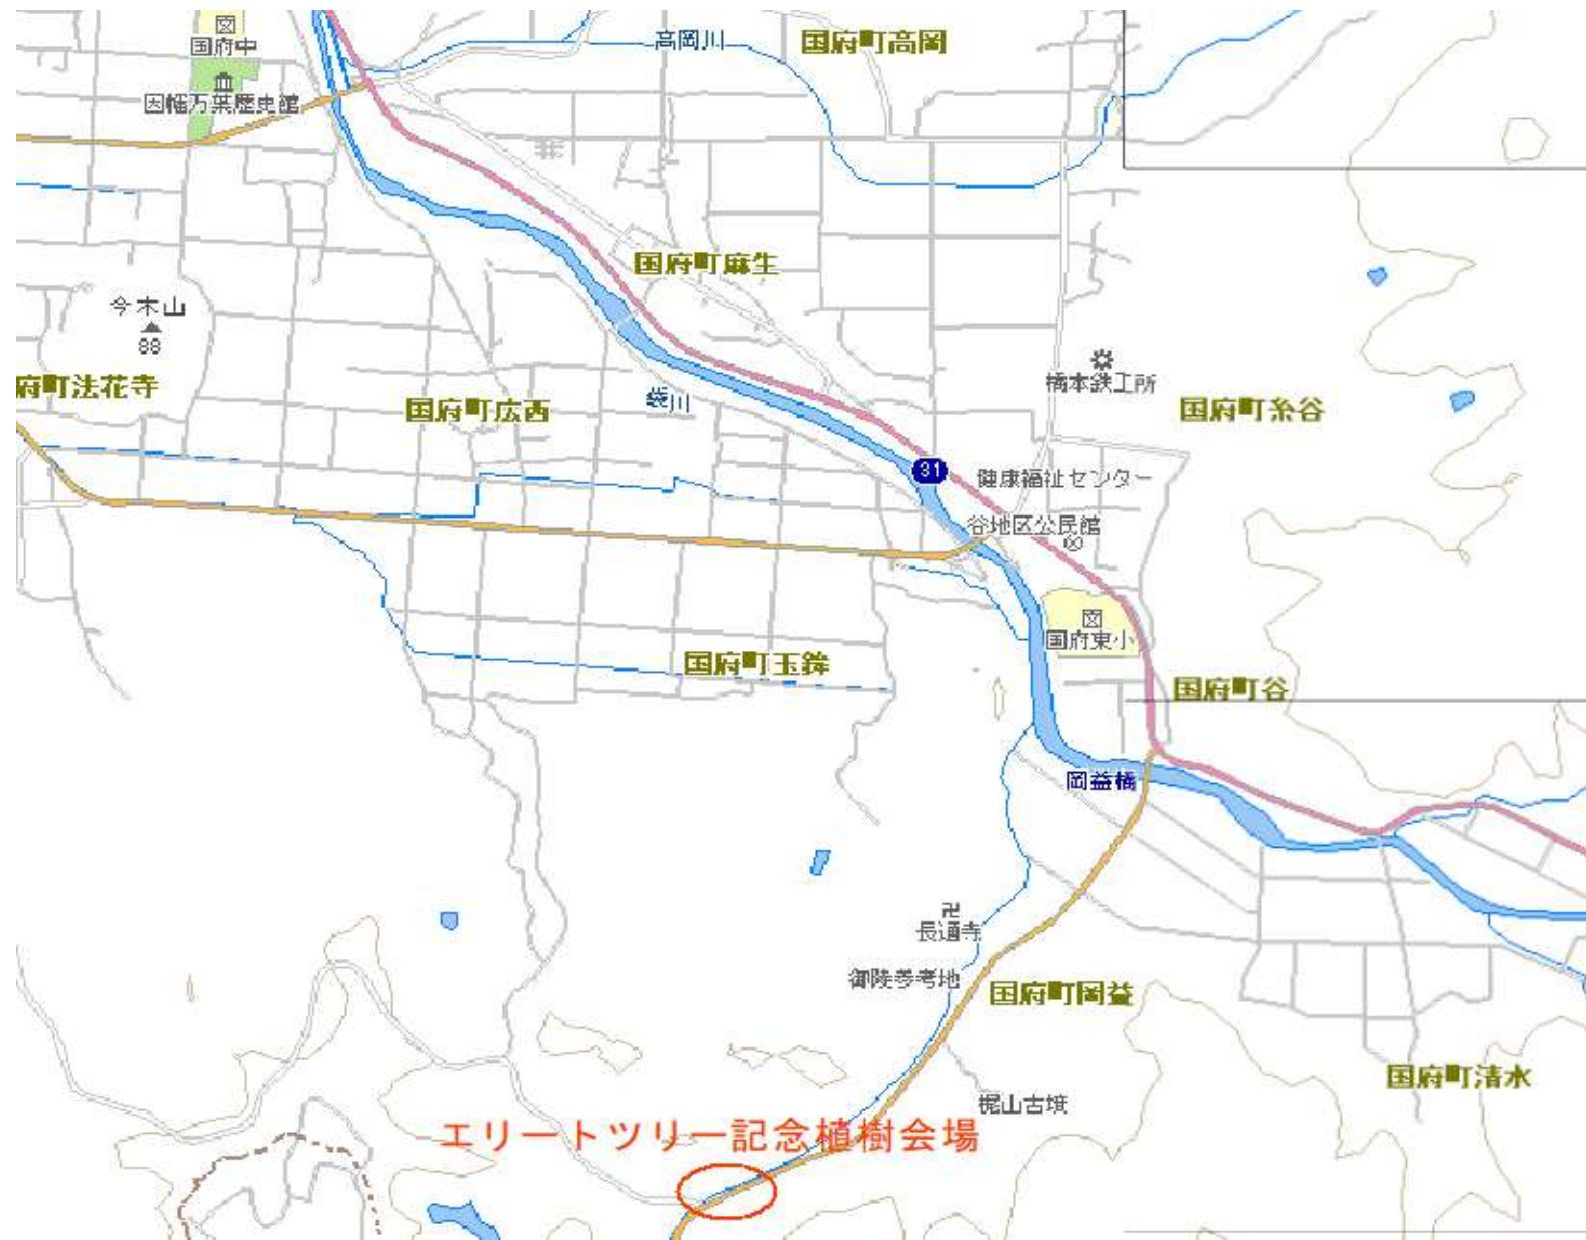 国府中
高岡川
国府町高岡
因幡万葉歴史館
国府町麻生
今木山
88
府町法花寺
国府町広西
袋川
橋本鉄工所
国府町糸谷
31
健康福祉センター
谷地区公民館
国府東小
国府町玉鉾
国府町谷
岡益橋
長通寺
御陵参考地
国府町岡益
国府町清水
梶山古墳
エリートツリー記念植樹会場